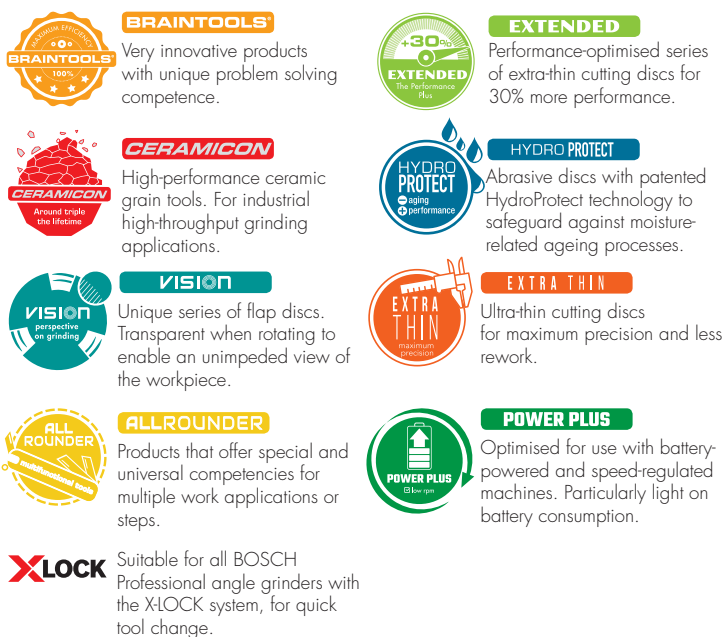 MAXIMUM EFFICIENCY
BRAINTOOLS®
100%
BRAINTOOLS®
Very innovative products
with unique problem solving
competence.
CERAMICON
Around triple
the lifetime
CERAMICON
High-performance ceramic
grain tools. For industrial
high-throughput grinding
applications.
VISION
perspective
on grinding
VISION
Unique series of flap discs.
Transparent when rotating to
enable an unimpeded view of
the workpiece.
ALL
ROUNDER
multifunctional tools
ALLROUNDER
Products that offer special and
universal competencies for
multiple work applications or
steps.
X LOCK
Suitable for all BOSCH
Professional angle grinders with
the X-LOCK system, for quick
tool change.
+30%
EXTENDED
The Performance
Plus
EXTENDED
Performance-optimised series
of extra-thin cutting discs for
30% more performance.
HYDRO
PROTECT
- aging
+ performance
HYDRO PROTECT
Abrasive discs with patented
HydroProtect technology to
safeguard against moisture-
related ageing processes.
EXTRA
THIN
maximum
precision
EXTRA THIN
Ultra-thin cutting discs
for maximum precision and less
rework.
POWER PLUS
low rpm
POWER PLUS
Optimised for use with battery-
powered and speed-regulated
machines. Particularly light on
battery consumption.